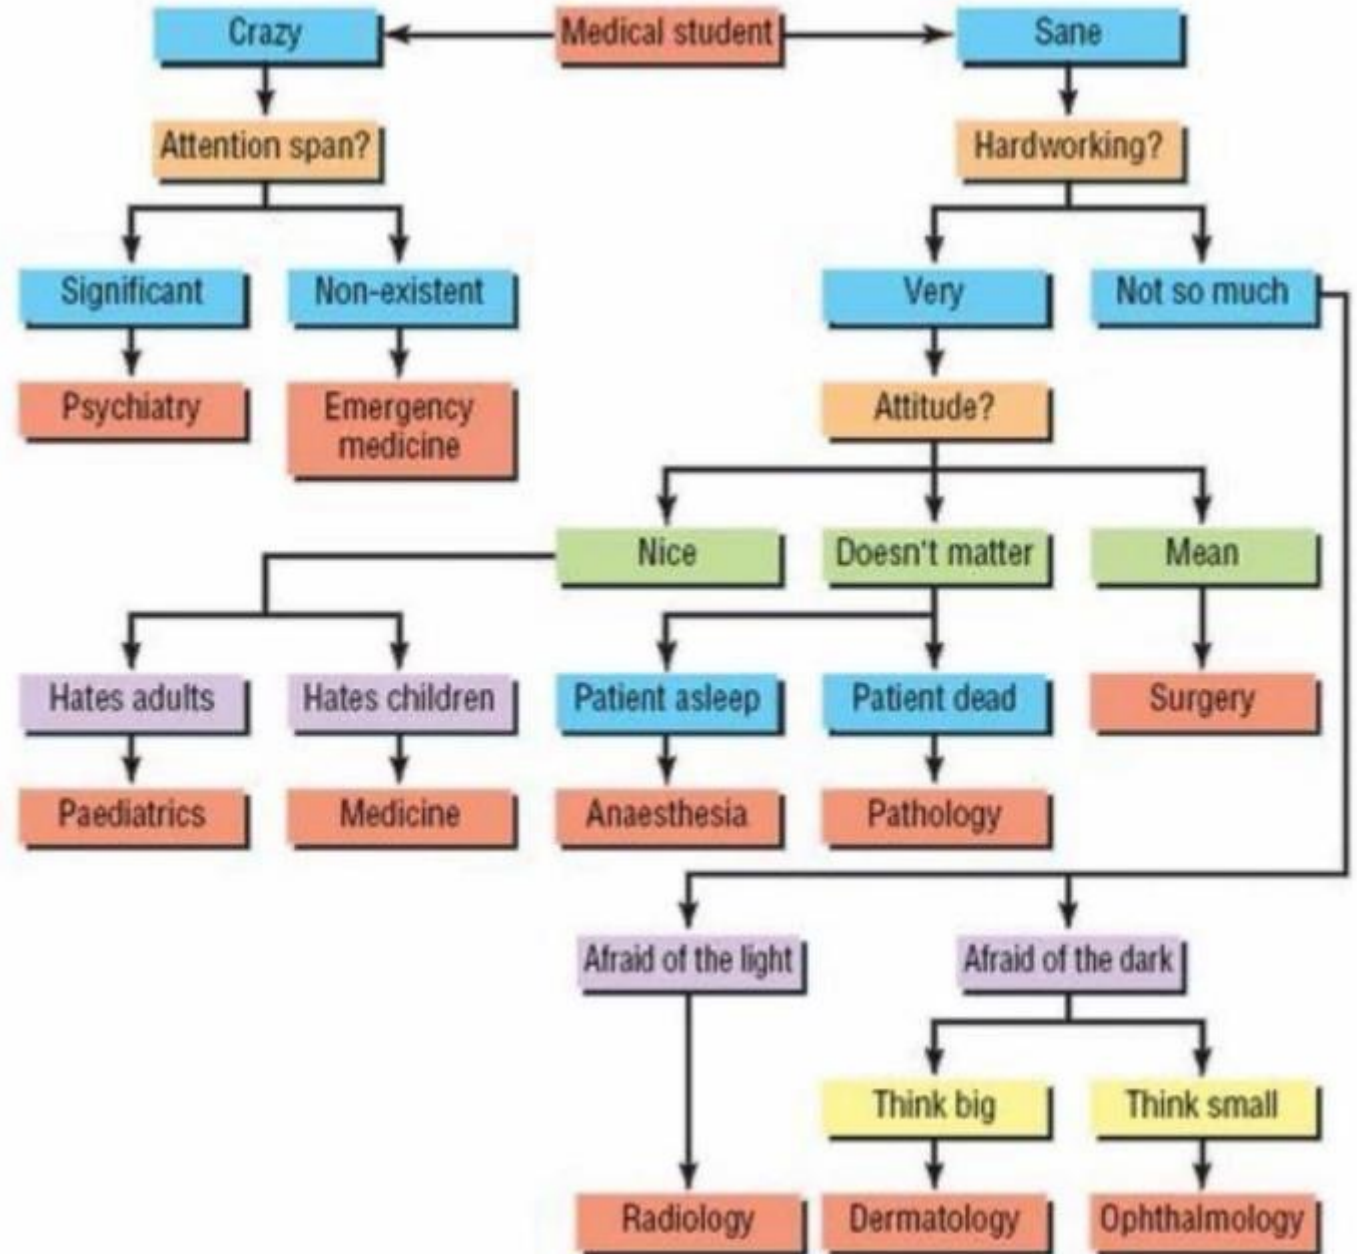 Crazy
Medical student
Sane
Attention span?
Hardworking?
Significant
Non-existent
Very
Not so much
Psychiatry
Emergency
medicine
Attitude?
Nice
Doesn't matter
Mean
Hates adults
Hates children
Patient asleep
Patient dead
Surgery
Paediatrics
Medicine
Anaesthesia
Pathology
Afraid of the light
Afraid of the dark
Think big
Think small
Radiology
Dermatology
Ophthalmology